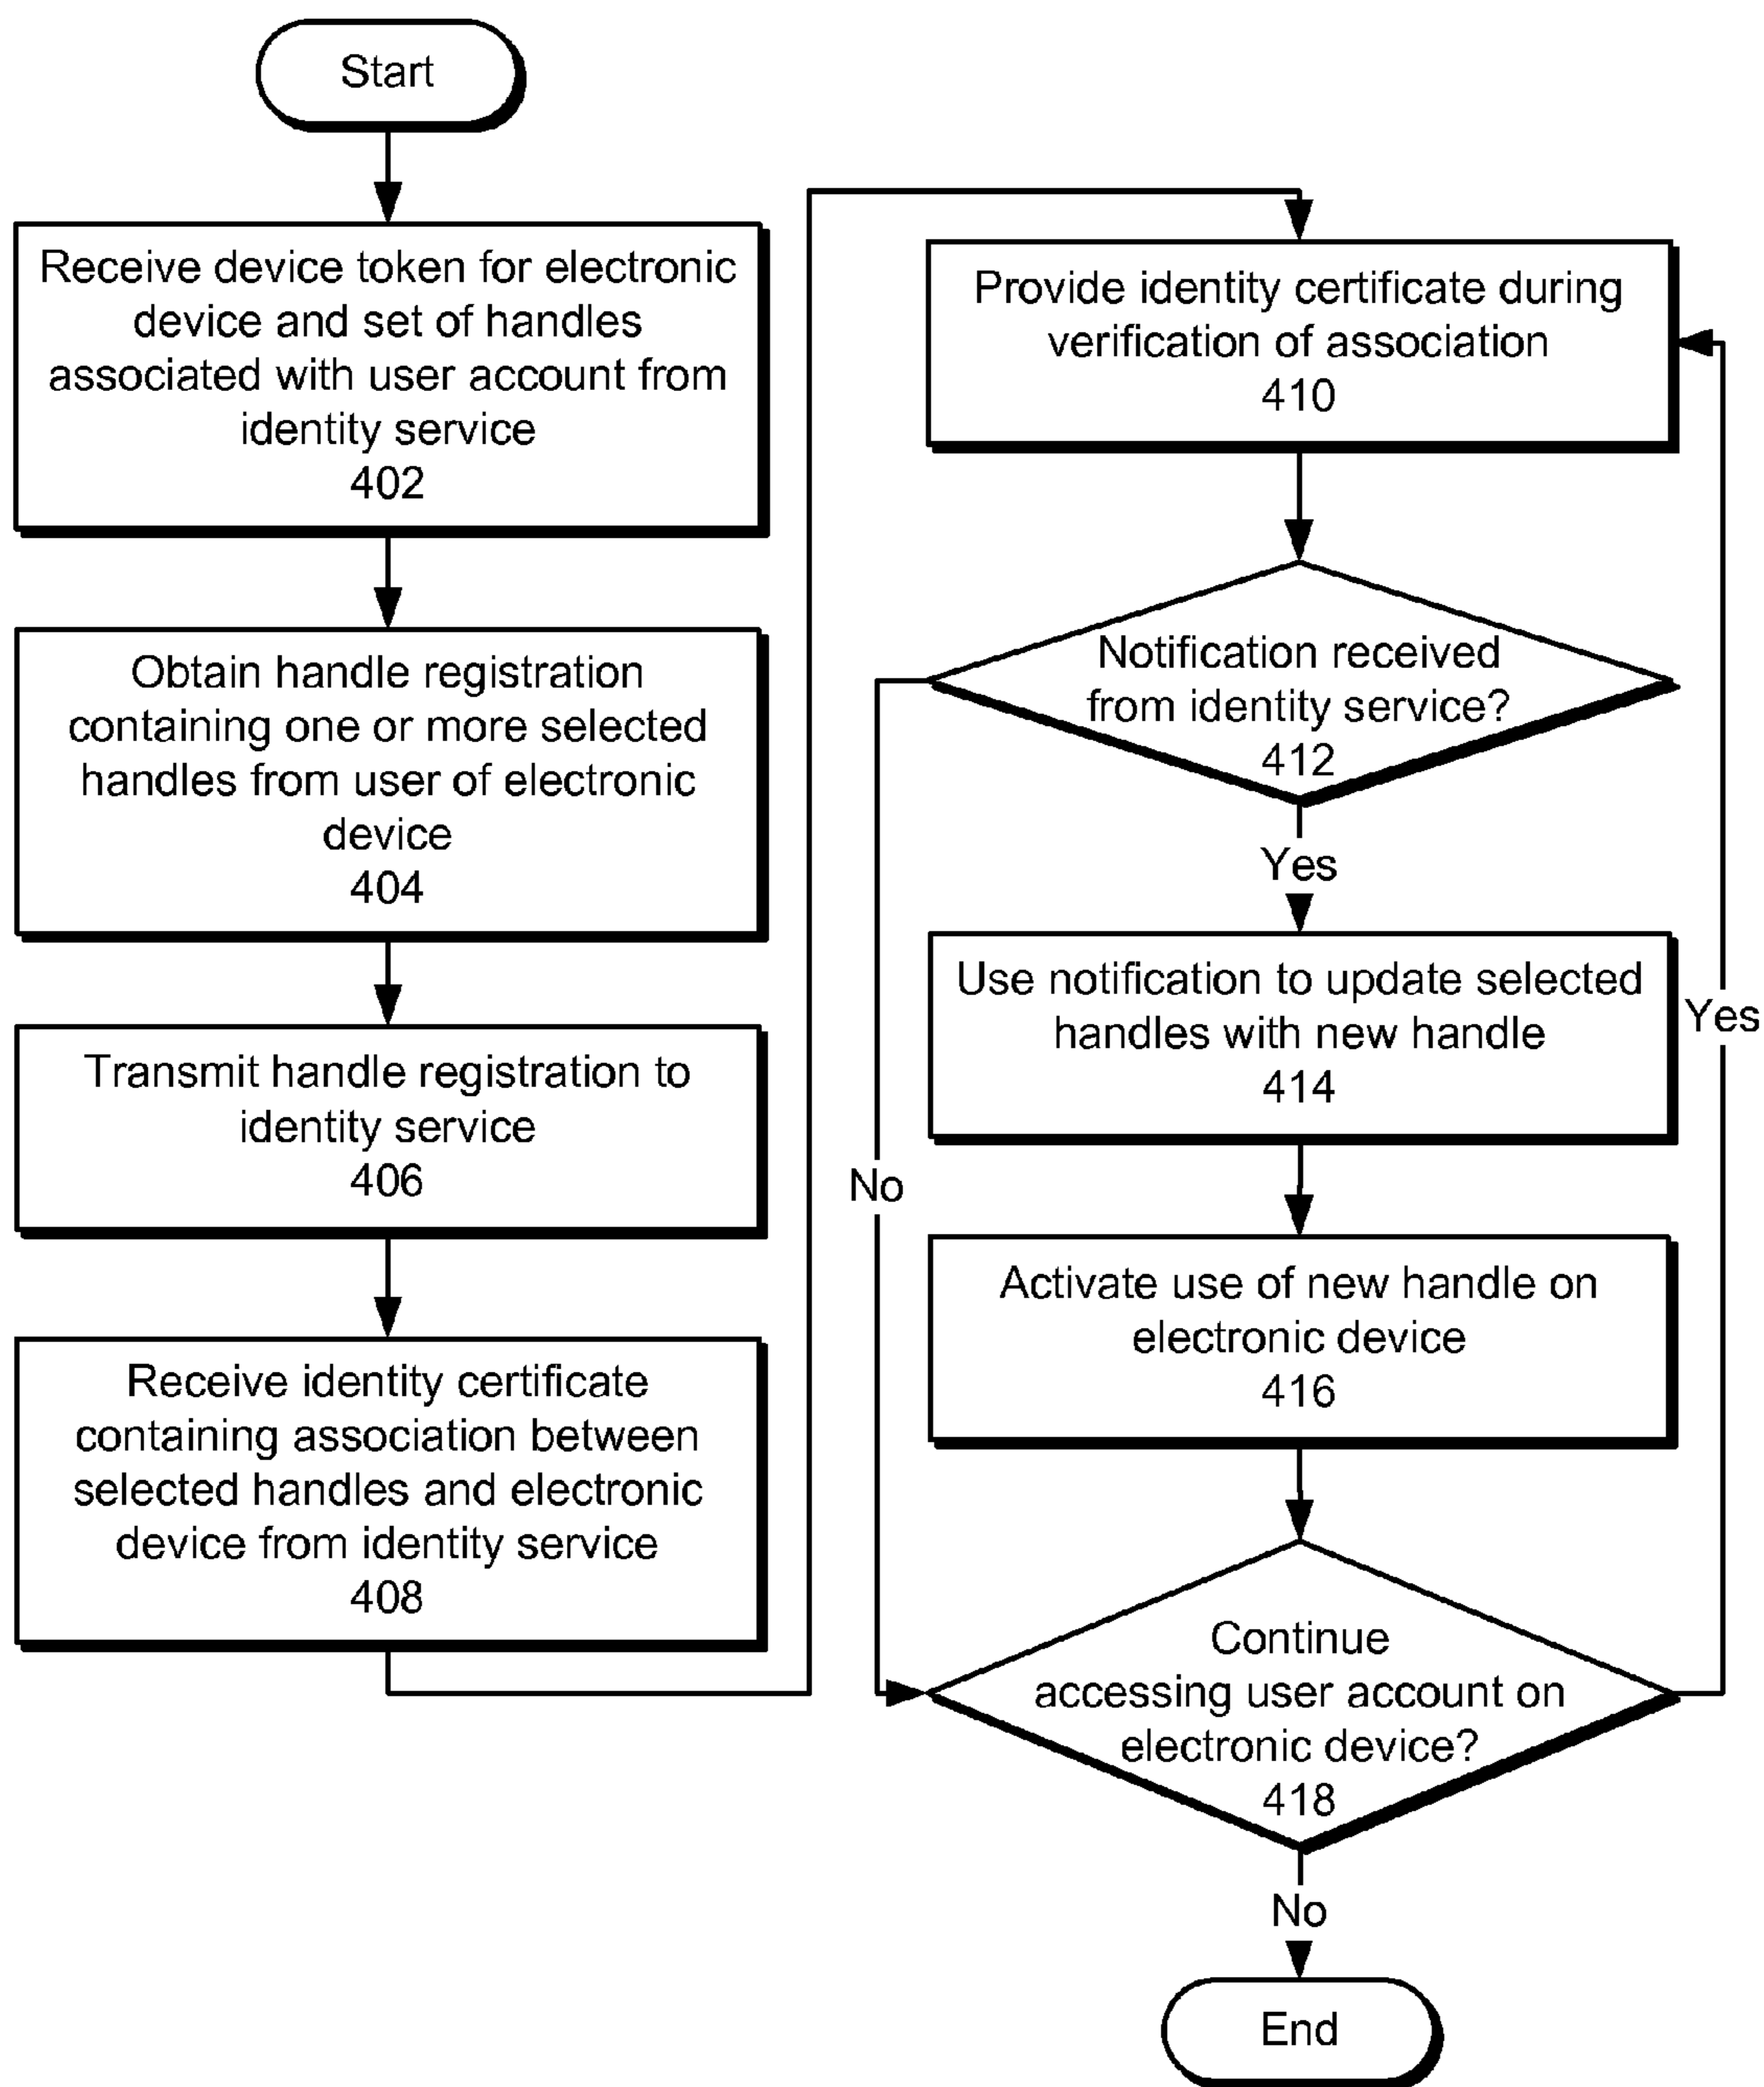 Start
Receive device token for electronic
device and set of handles
associated with user account from
identity service
402
Obtain handle registration
containing one or more selected
handles from user of electronic
device
404
Transmit handle registration to
identity service
406
Receive identity certificate
containing association between
selected handles and electronic
device from identity service
408
Provide identity certificate during
verification of association
410
Notification received
from identity service?
412
Yes
Use notification to update selected
handles with new handle
414
Yes
No
Activate use of new handle on
electronic device
416
Continue
accessing user account on
electronic device?
418
No
End